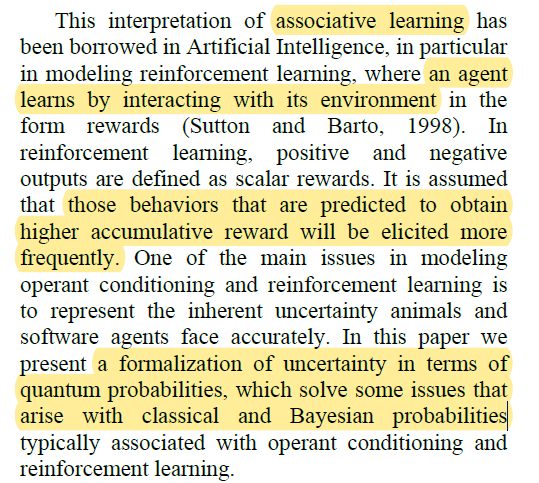 This interpretation of associative learning has
been borrowed in Artificial Intelligence, in particular
in modeling reinforcement learning, where an agent
learns by interacting with its environment in the
form rewards (Sutton and Barto, 1998). In
reinforcement learning, positive and negative
outputs are defined as scalar rewards. It is assumed
that those behaviors that are predicted to obtain
higher accumulative reward will be elicited more
frequently. One of the main issues in modeling
operant conditioning and reinforcement learning is
to represent the inherent uncertainty animals and
software agents face accurately. In this paper we
present a formalization of uncertainty in terms of
quantum probabilities, which solve some issues that
arise with classical and Bayesian probabilities
typically associated with operant conditioning and
reinforcement learning.